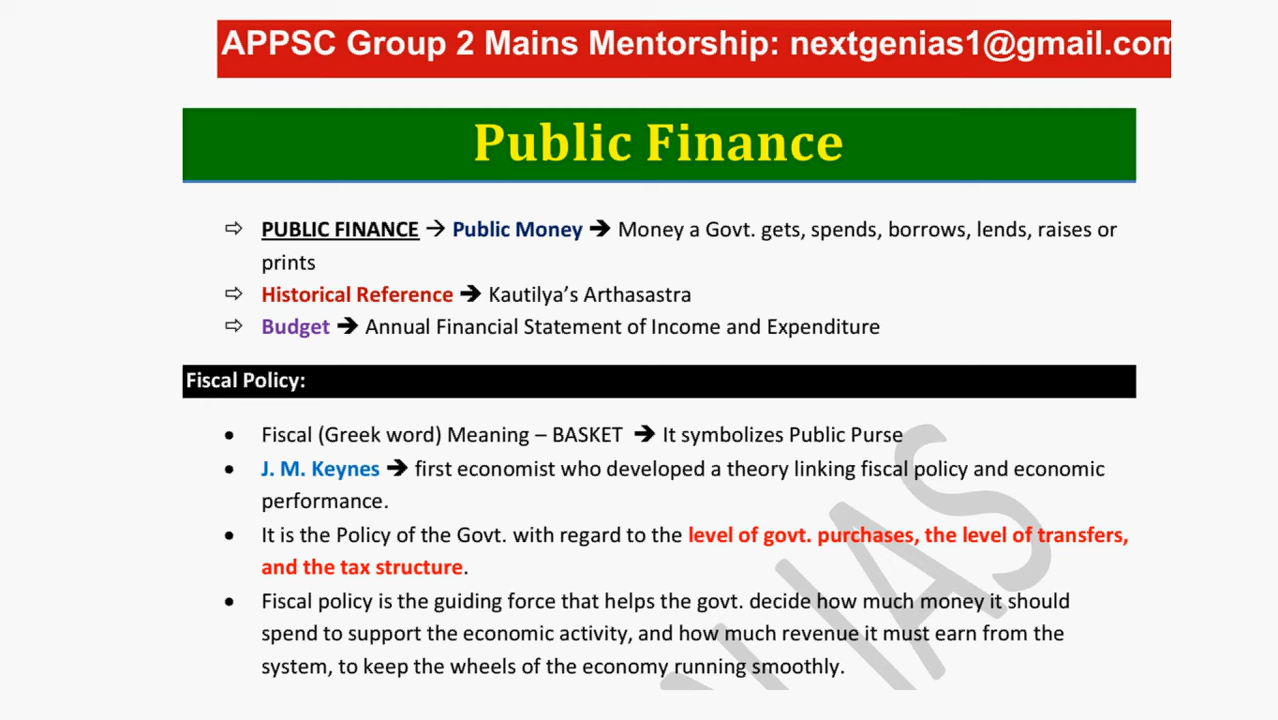 APPSC Group 2 Mains Mentorship: nextgenias1@gmail.com
Public Finance
⇨ PUBLIC FINANCE → Public Money ➔ Money a Govt. gets, spends, borrows, lends, raises or
prints
⇨ Historical Reference ➔ Kautilya’s Arthasastra
⇨ Budget ➔ Annual Financial Statement of Income and Expenditure
Fiscal Policy:
• Fiscal (Greek word) Meaning – BASKET ➔ It symbolizes Public Purse
• J. M. Keynes ➔ first economist who developed a theory linking fiscal policy and economic
performance.
• It is the Policy of the Govt. with regard to the level of govt. purchases, the level of transfers,
and the tax structure.
• Fiscal policy is the guiding force that helps the govt. decide how much money it should
spend to support the economic activity, and how much revenue it must earn from the
system, to keep the wheels of the economy running smoothly.
IAS